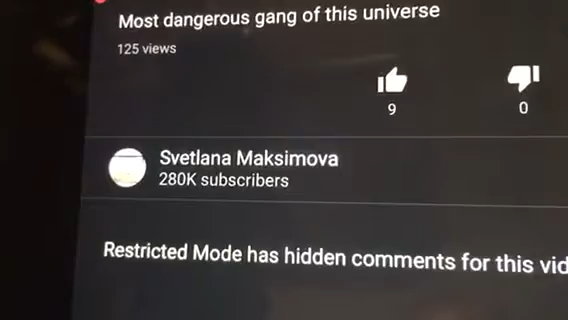 Most dangerous gang of this universe
125 views
9
0
Svetlana Maksimova
280K subscribers
Restricted Mode has hidden comments for this vid